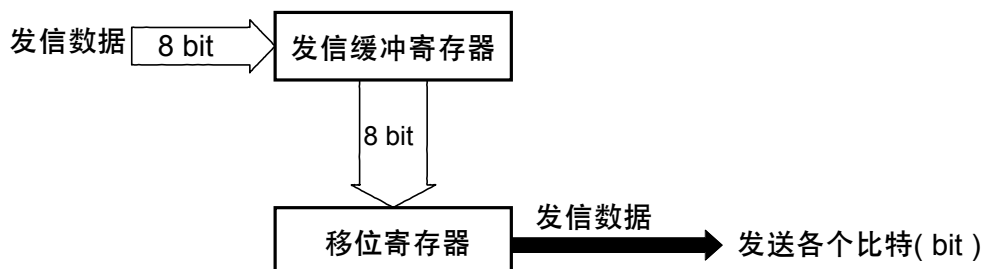 发信数据
8 bit
发信缓冲寄存器
8 bit
移位寄存器
发信数据
发送各个比特( bit )